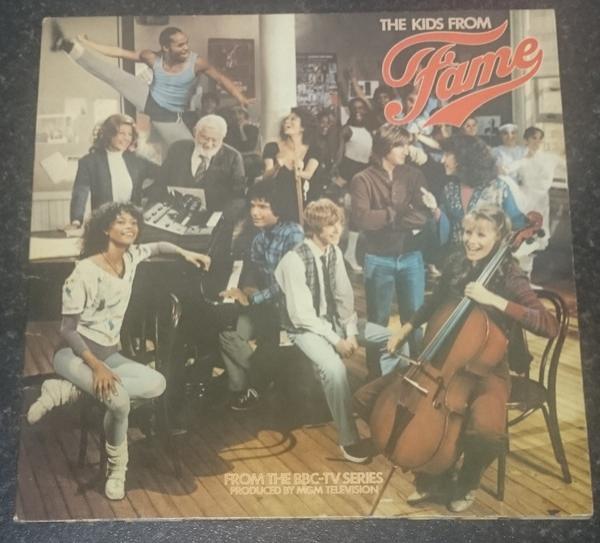 THE KIDS FROM
Fame
FROM THE BBC-TV SERIES
PRODUCED BY MGM TELEVISION